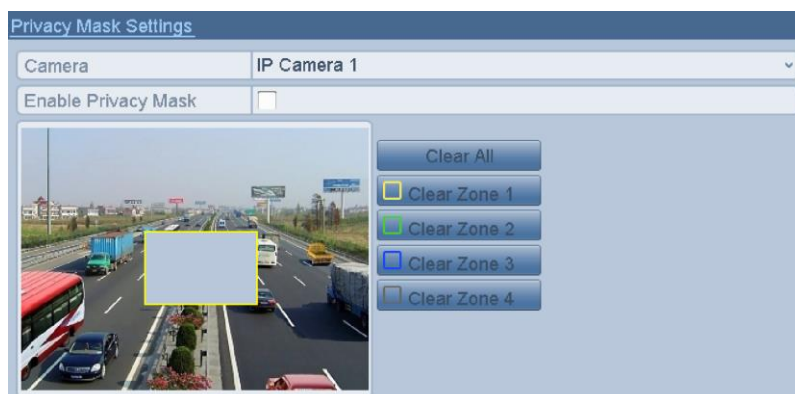 Privacy Mask Settings
Camera
IP Camera 1
Enable Privacy Mask
Clear All
Clear Zone 1
Clear Zone 2
Clear Zone 3
Clear Zone 4